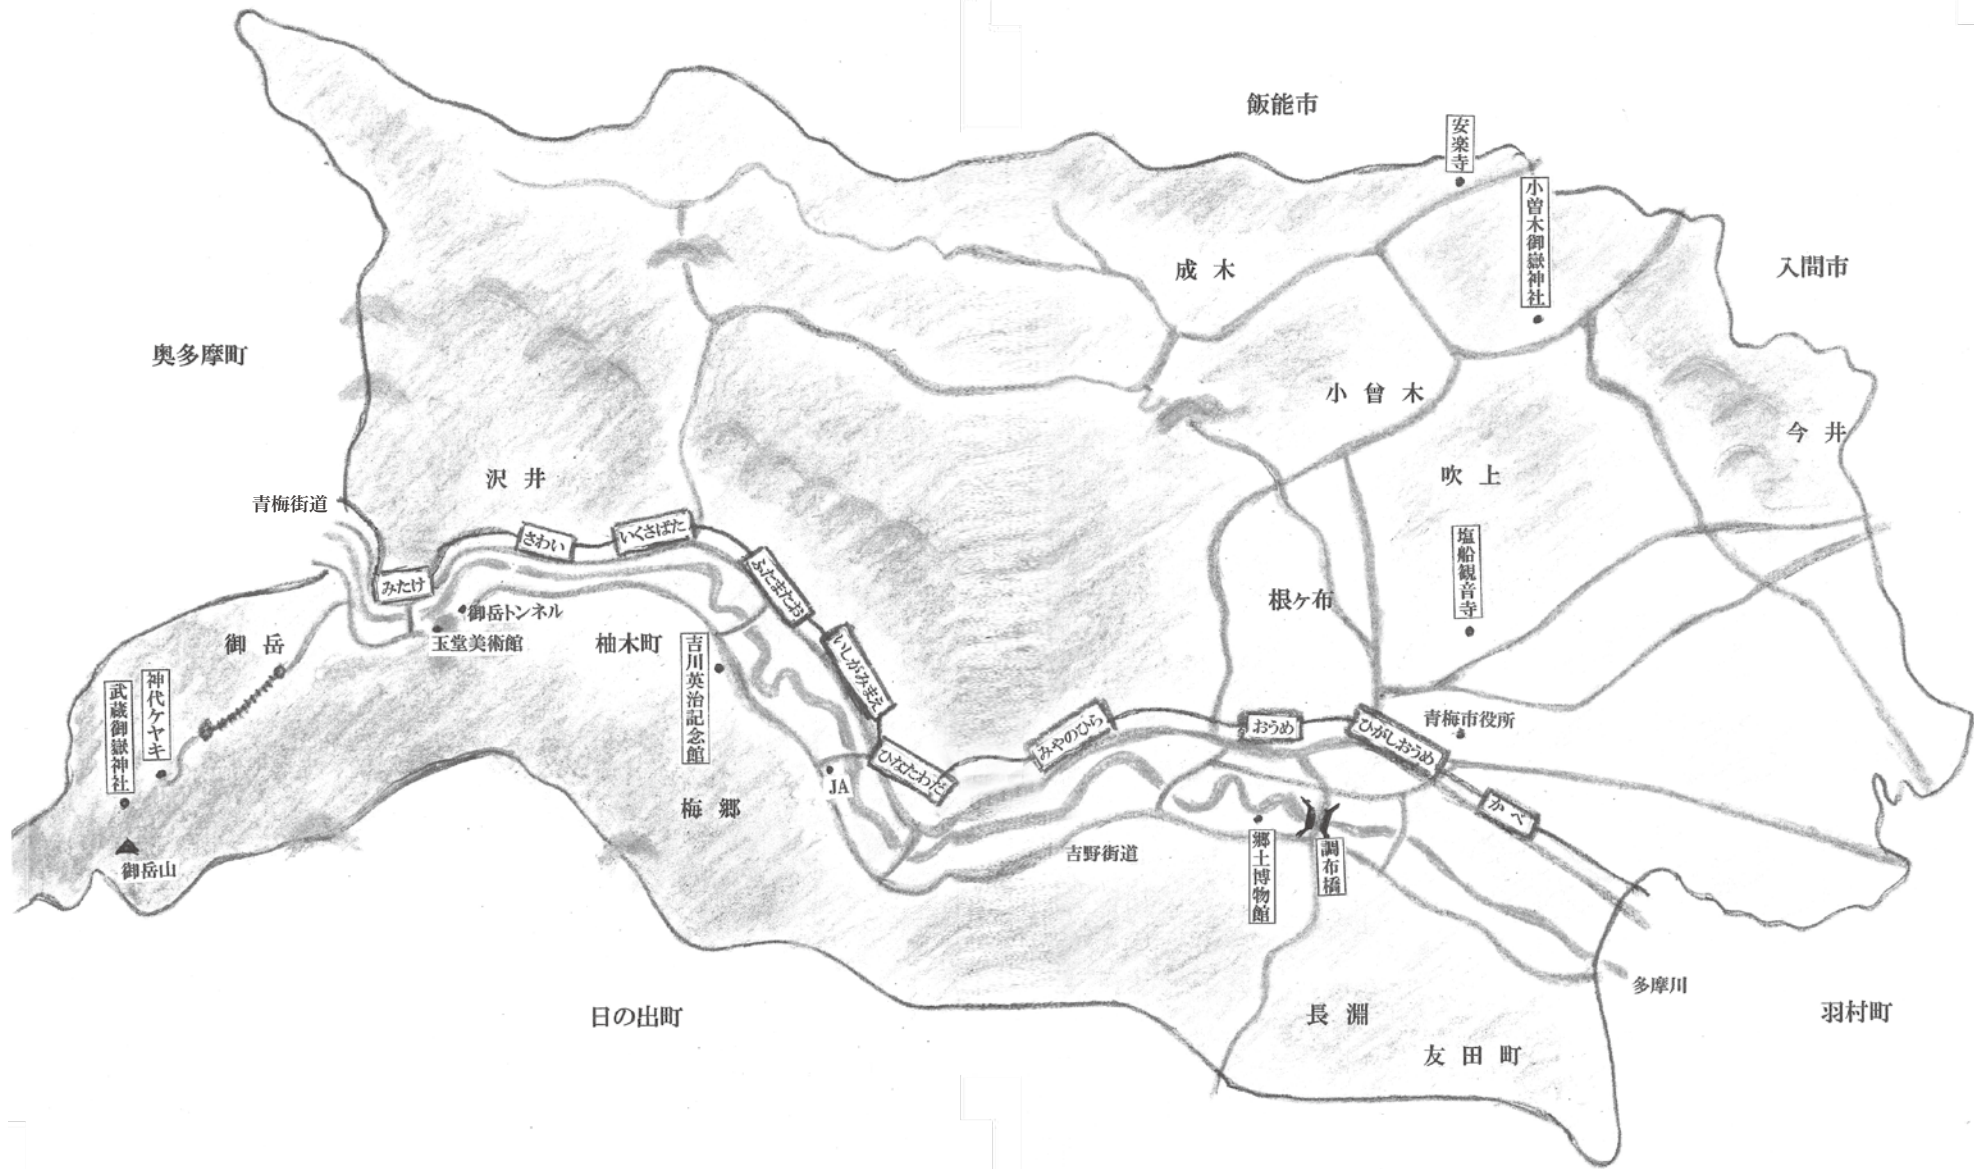 飯能市
安楽寺
小曽木御嶽神社
入間市
成木
奥多摩町
小曾木
今井
吹上
沢井
青梅街道
さわい
いくさばた
みたけ
ふたまたお
塩船観音寺
根ヶ布
御岳トンネル
玉堂美術館
御岳
柚木町
吉川英治記念館
いしがみまえ
神代ケヤキ
武蔵御嶽神社
みやのひら
おうめ
ひがしおうめ
青梅市役所
ひなたわだ
JA
梅郷
かべ
吉野街道
郷土博物館
調布橋
御岳山
多摩川
日の出町
長淵
羽村町
友田町